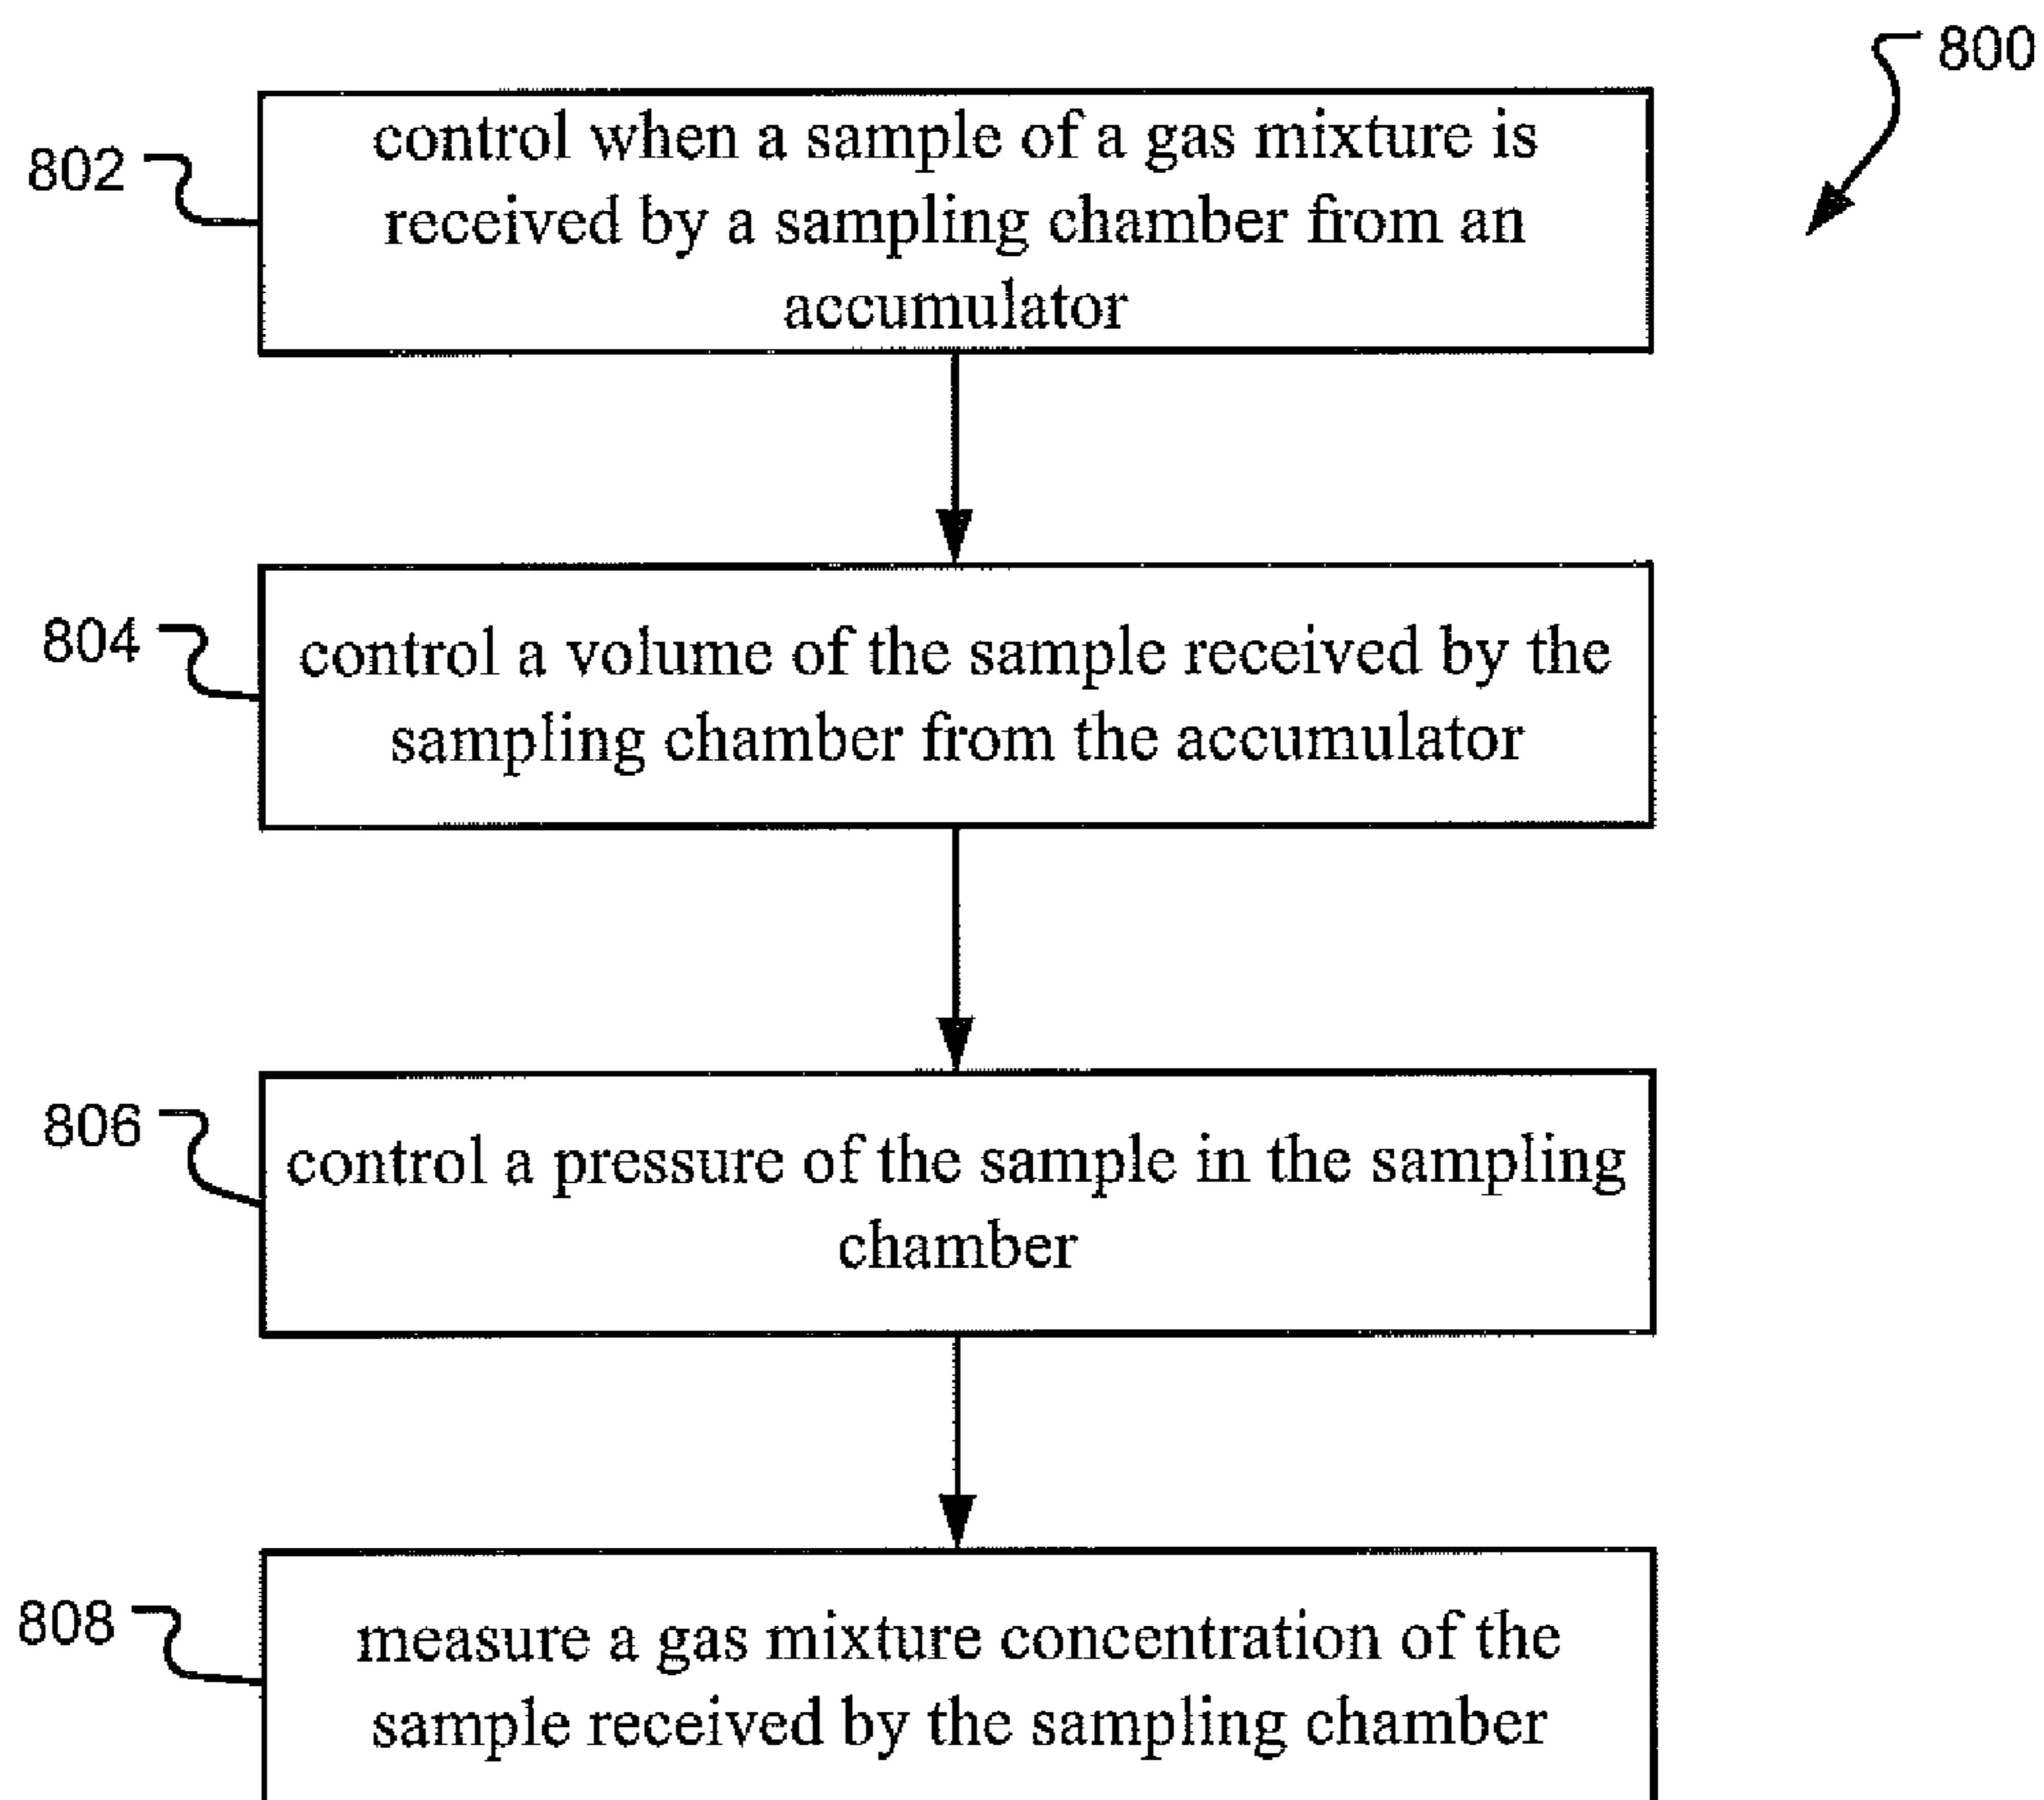 800
802
control when a sample of a gas mixture is
received by a sampling chamber from an
accumulator
804
control a volume of the sample received by the
sampling chamber from the accumulator
806
control a pressure of the sample in the sampling
chamber
808
measure a gas mixture concentration of the
sample received by the sampling chamber